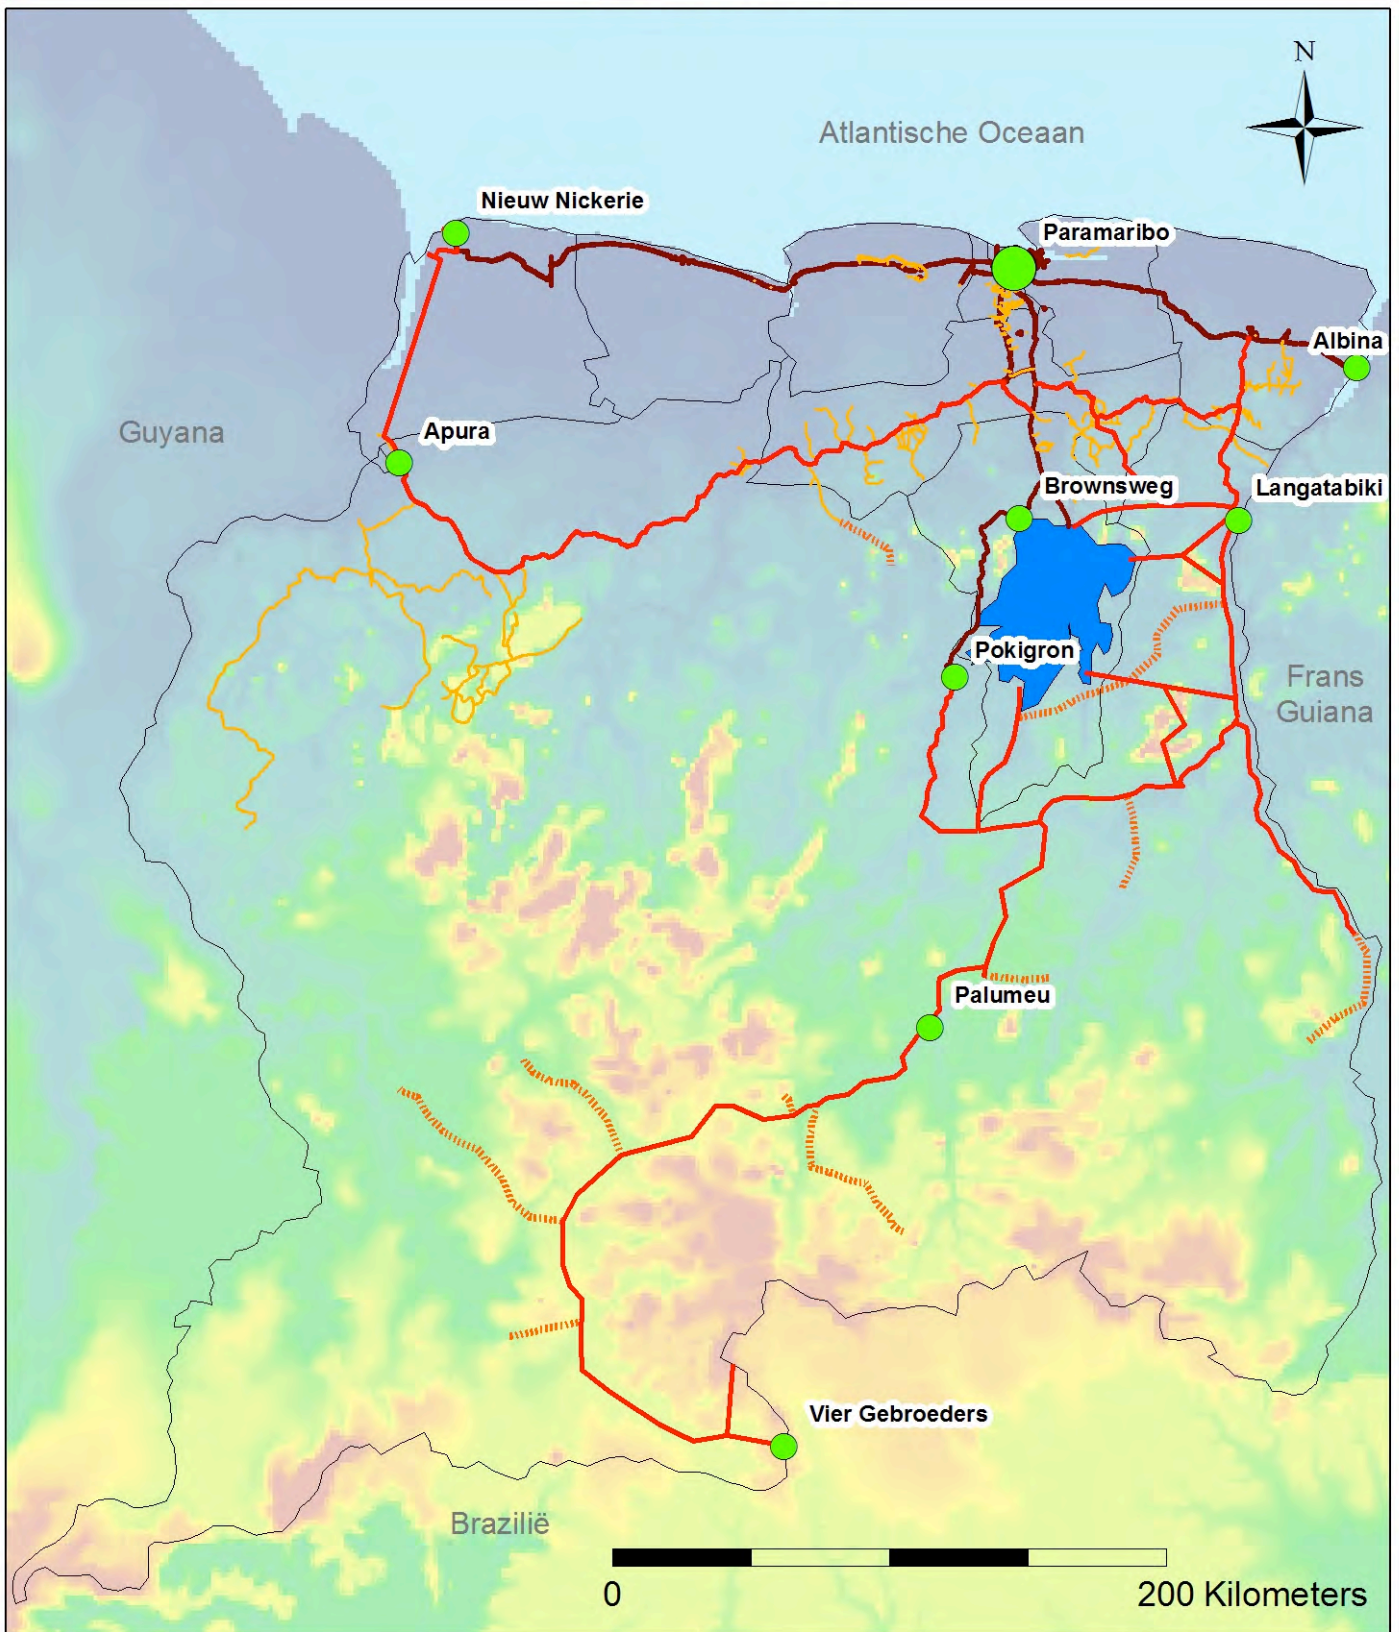 N
Atlantische Oceaan
Nieuw Nickerie
Paramaribo
Albina
Guyana
Apura
Brownsweg
Langatabiki
Pokigron
Frans
Guiana
Palumeu
Vier Gebroeders
Brazilië
0
200 Kilometers